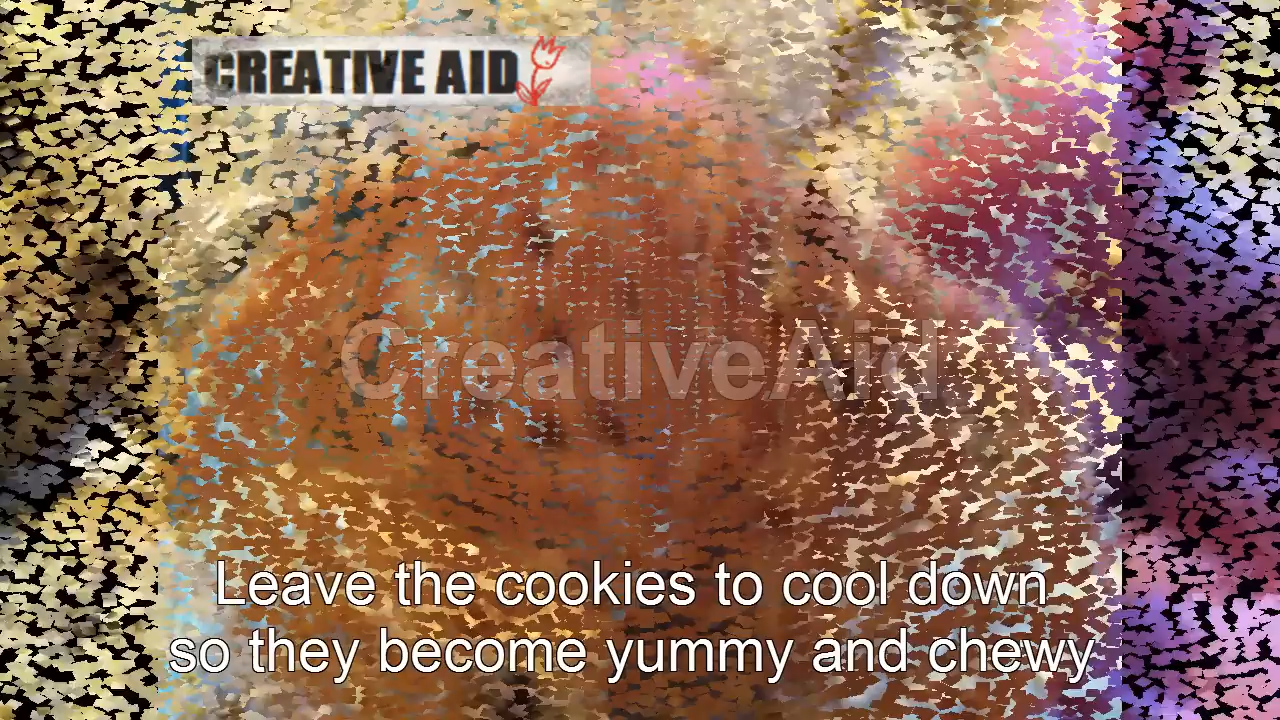 CREATIVE AID
CreativeAid
Leave the cookies to cool down
so they become yummy and chewy